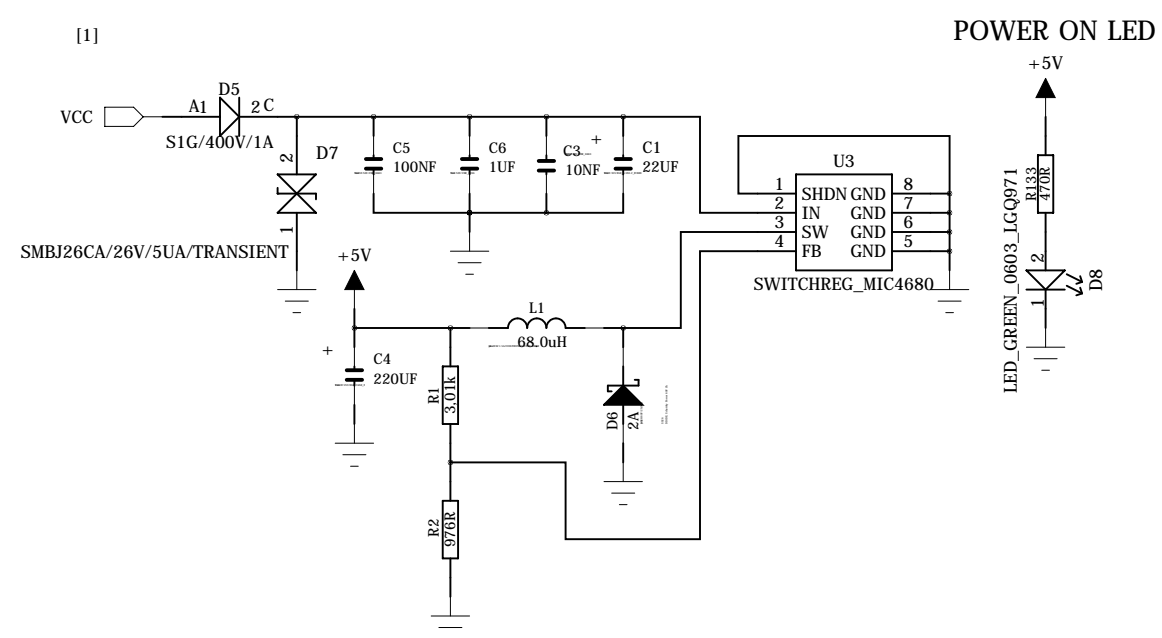 [1]
POWER ON LED
+5V
D5
VCC
A1
2 C
S1G/400V/1A
2
D7
1
SMBJ26CA/26V/5UA/TRANSIENT
C5
100NF
C6
1UF
C3
10NF
+
C1
22UF
U3
1
SHDN
GND
8
2
IN
GND
7
3
SW
GND
6
4
FB
GND
5
SWITCHREG_MIC4680
R133
470R
LED_GREEN_0603_LGQ971
2
1
D8
+5V
+
C4
220UF
L1
68.0uH
R1
3,01k
D6
2A
R2
976R